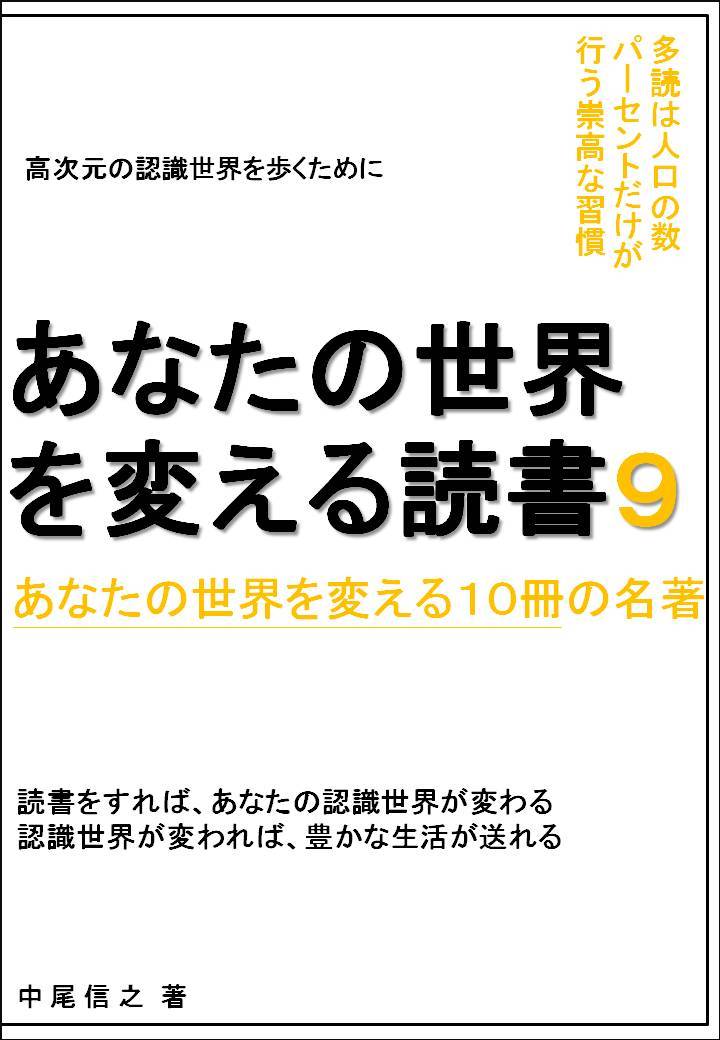 多読は人口の数
パーセントだけが
行う崇高な習慣
高次元の認識世界を歩くために
あなたの世界
を変える読書９
あなたの世界を変える１０冊の名著
読書をすれば、あなたの認識世界が変わる
認識世界が変われば、豊かな生活が送れる
中尾信之 著